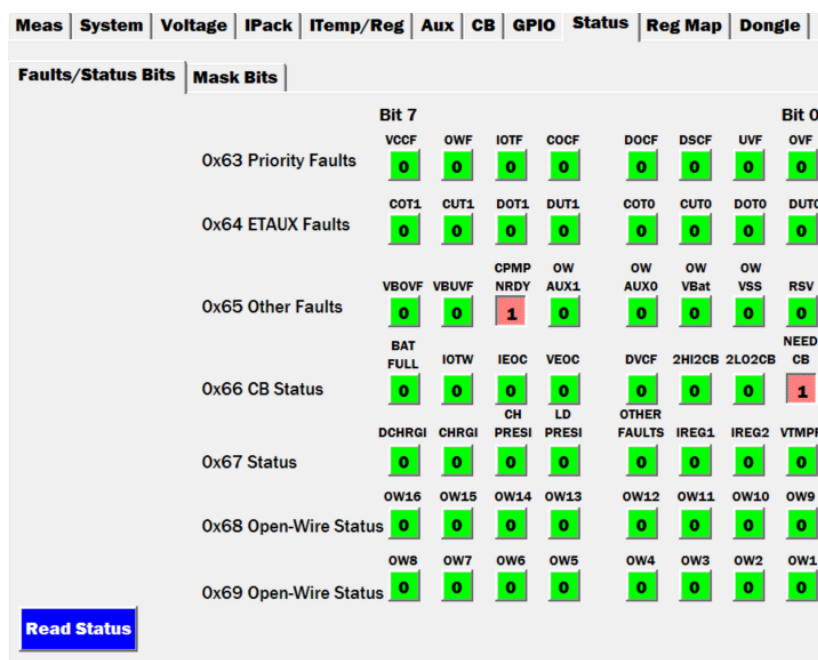 Meas System Voltage IPack ITemp/Reg Aux CB GPIO Status Reg Map Dongle
Faults/Status Bits Mask Bits
Bit 7 Bit 0
VCCF OWF IOTF COCF DOCF DSCF UVF OVF
0x63 Priority Faults 0 0 0 0 0 0 0 0
COT1 CUT1 DOT1 DUT1 COT0 CUT0 DOT0 DUT0
0x64 ETAUX Faults 0 0 0 0 0 0 0 0
CPMP OW OW OW OW
VBOVF VBUVF NRDY AUX1 AUX0 VBat VSS RSV
0x65 Other Faults 0 0 1 0 0 0 0 0
BAT NEED
FULL IOTW IEOC VEOC DVCF 2HI2CB 2LO2CB CB
0x66 CB Status 0 0 0 0 0 0 0 1
CH LD OTHER
DCHRGI CHRGI PRESI PRESI FAULTS IREG1 IREG2 VTMPF
0x67 Status 0 0 0 0 0 0 0 0
OW16 OW15 OW14 OW13 OW12 OW11 OW10 OW9
0x68 Open-Wire Status 0 0 0 0 0 0 0 0
OW8 OW7 OW6 OW5 OW4 OW3 OW2 OW1
0x69 Open-Wire Status 0 0 0 0 0 0 0 0
Read Status